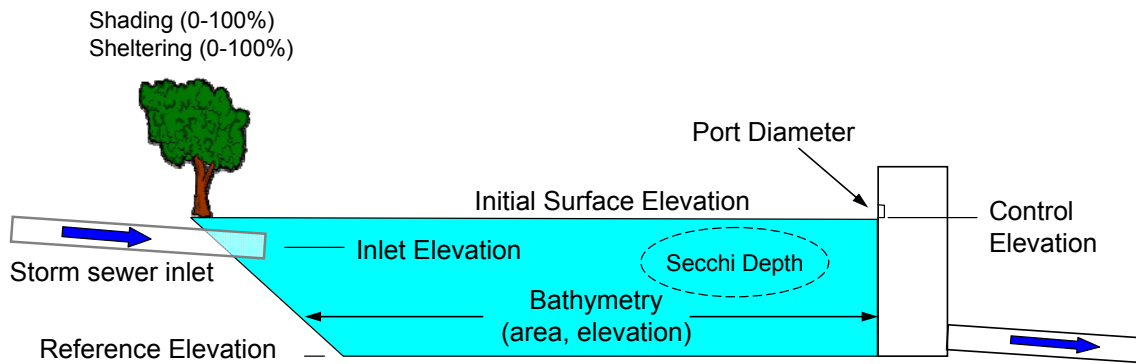 Shading (0-100%)
Sheltering (0-100%)
Port Diameter
Initial Surface Elevation
Control
Elevation
Inlet Elevation
Storm sewer inlet
Secchi Depth
Bathymetry
(area, elevation)
Reference Elevation